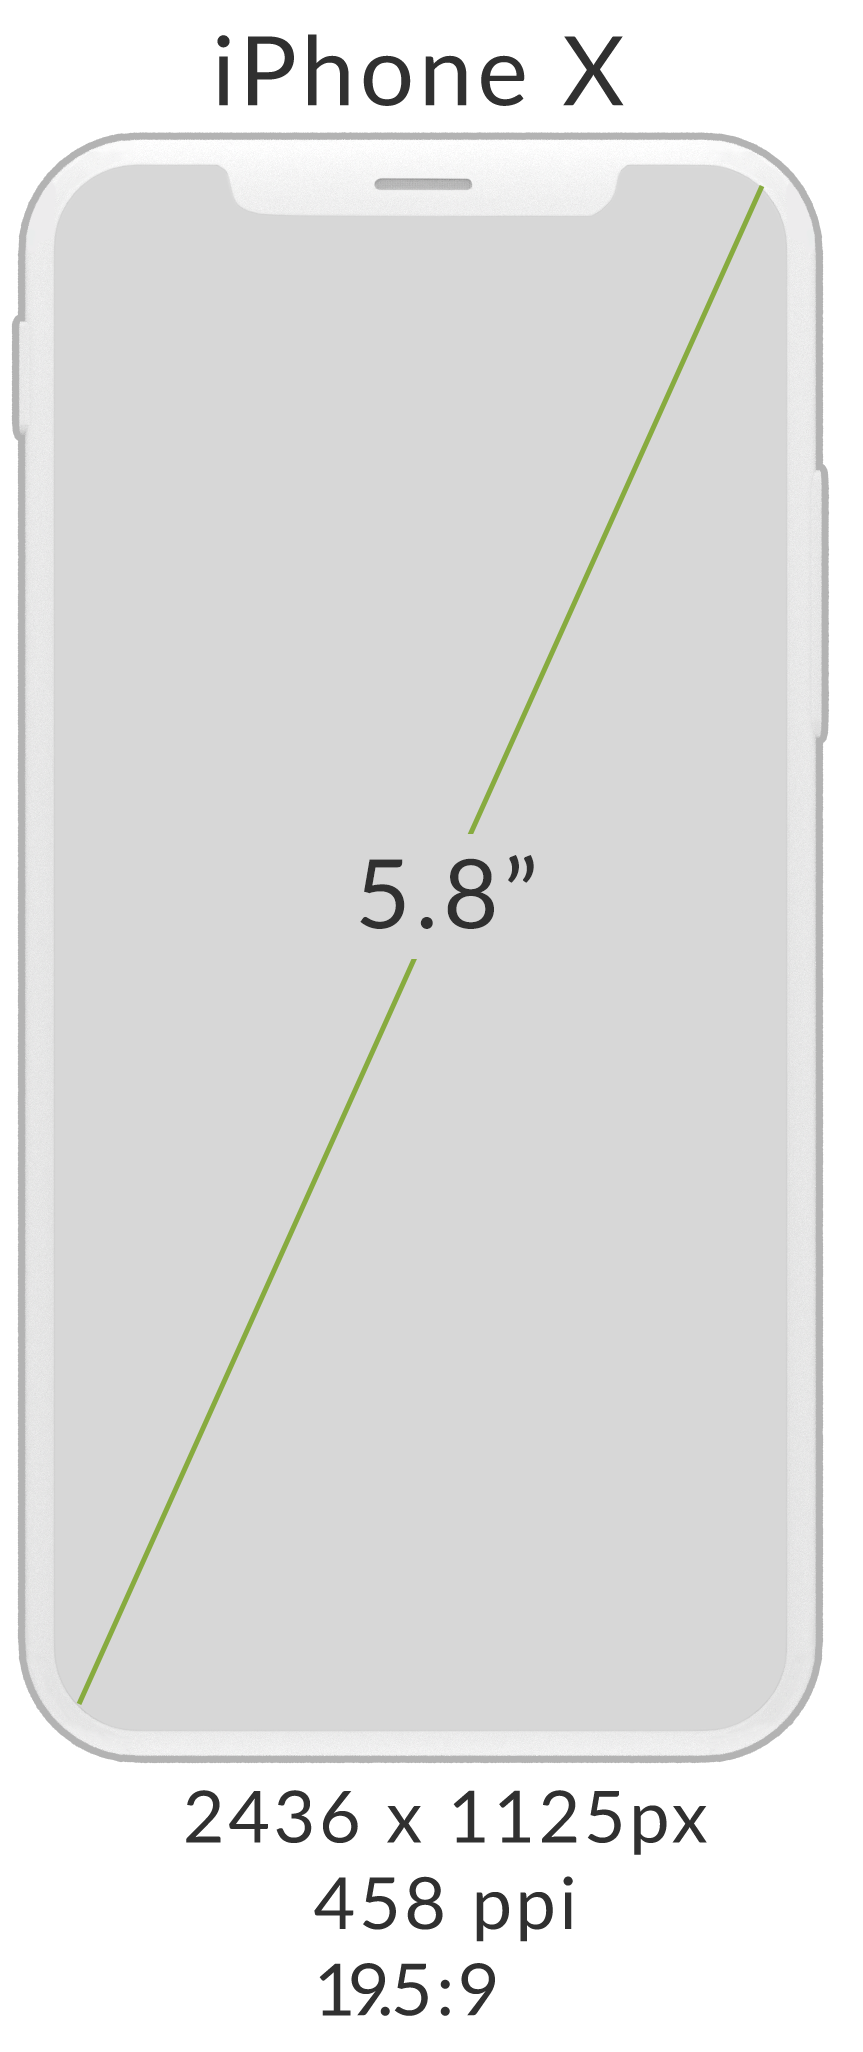 iPhone X
5.8”
2436 x 1125px
458 ppi
19.5:9